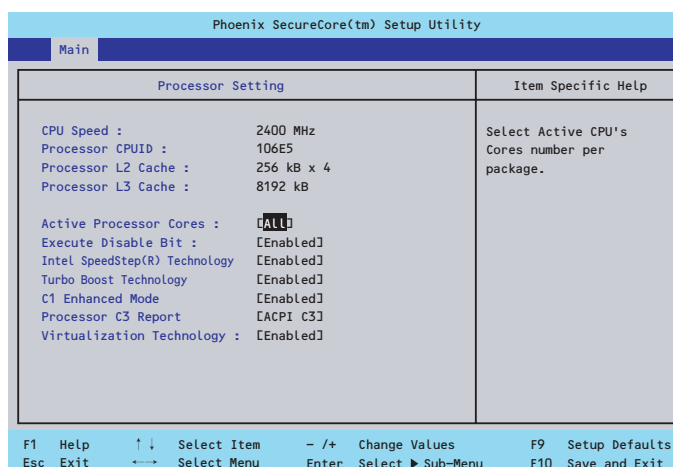 Phoenix SecureCore(tm) Setup Utility
Main
Processor Setting
Item Specific Help
CPU Speed : 2400 MHz
Processor CPUID : 106E5
Processor L2 Cache : 256 kB x 4
Processor L3 Cache : 8192 kB
Select Active CPU's
Cores number per
package.
Active Processor Cores : [All]
Execute Disable Bit : [Enabled]
Intel SpeedStep(R) Technology [Enabled]
Turbo Boost Technology [Enabled]
C1 Enhanced Mode [Enabled]
Processor C3 Report [ACPI C3]
Virtualization Technology : [Enabled]
F1 Help ↑↓ Select Item – /+ Change Values F9 Setup Defaults
Esc Exit ←→ Select Menu Enter Select ▶ Sub-Menu F10 Save and Exit